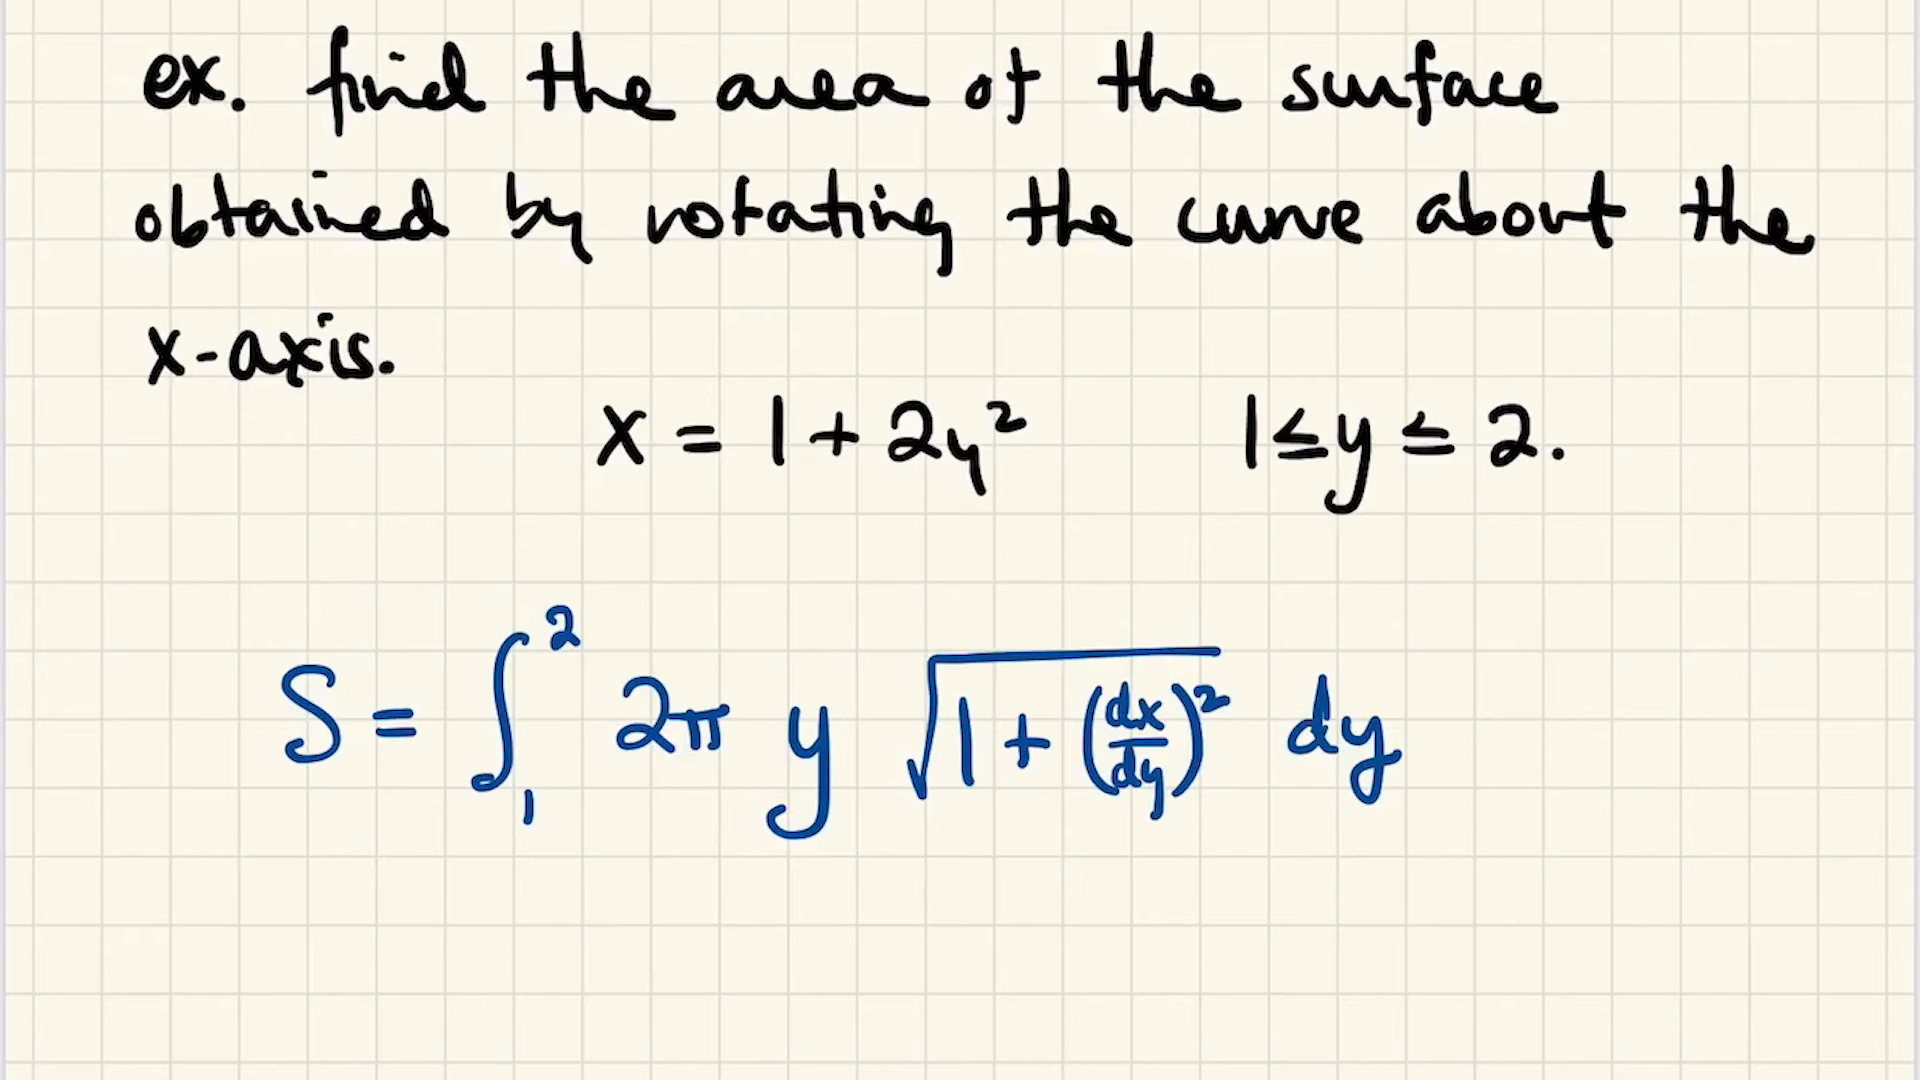 ex. find the area of the surface
obtained by rotating the curve about the
x-axis.
x = 1 + 2y² 1 ≤ y ≤ 2.
S = ∫₁² 2π y √(1 + (dx/dy)²) dy